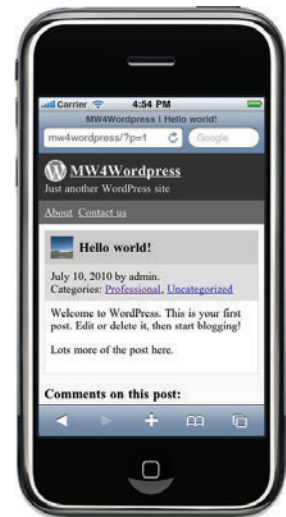 Carrier 4:54 PM
MW4Wordpress | Hello world!
mw4wordpress/?p=1 Google
MW4Wordpress
Just another WordPress site
About Contact us
Hello world!
July 10, 2010 by admin.
Categories: Professional, Uncategorized
Welcome to WordPress. This is your first
post. Edit or delete it, then start blogging!
Lots more of the post here.
Comments on this post: